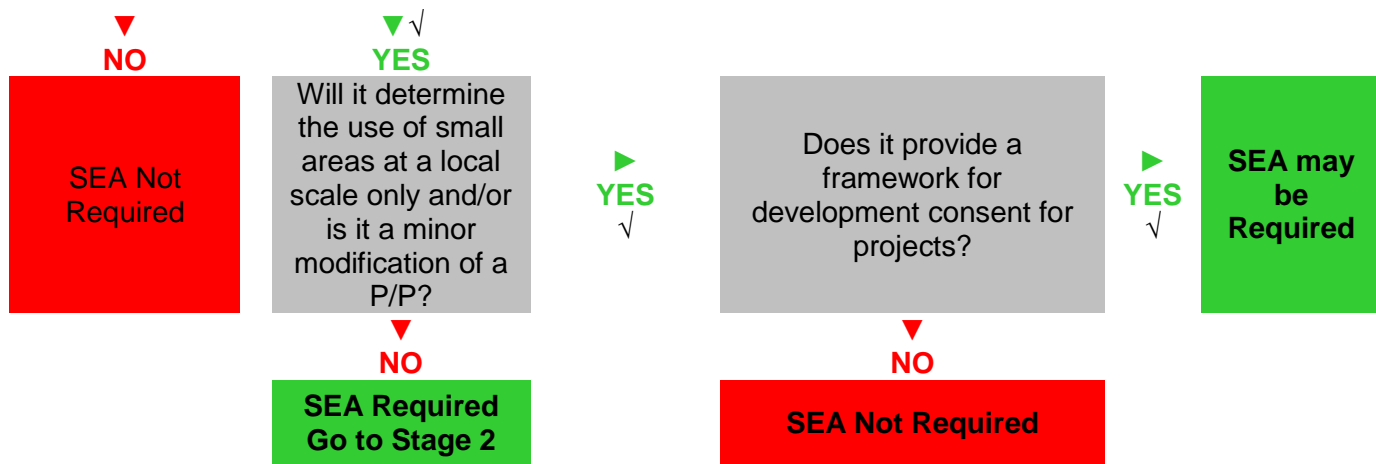 ▼
NO
▼ √
YES
SEA Not
Required
Will it determine
the use of small
areas at a local
scale only and/or
is it a minor
modification of a
P/P?
►
YES
√
Does it provide a
framework for
development consent for
projects?
►
YES
√
SEA may
be
Required
▼
NO
▼
NO
SEA Required
Go to Stage 2
SEA Not Required